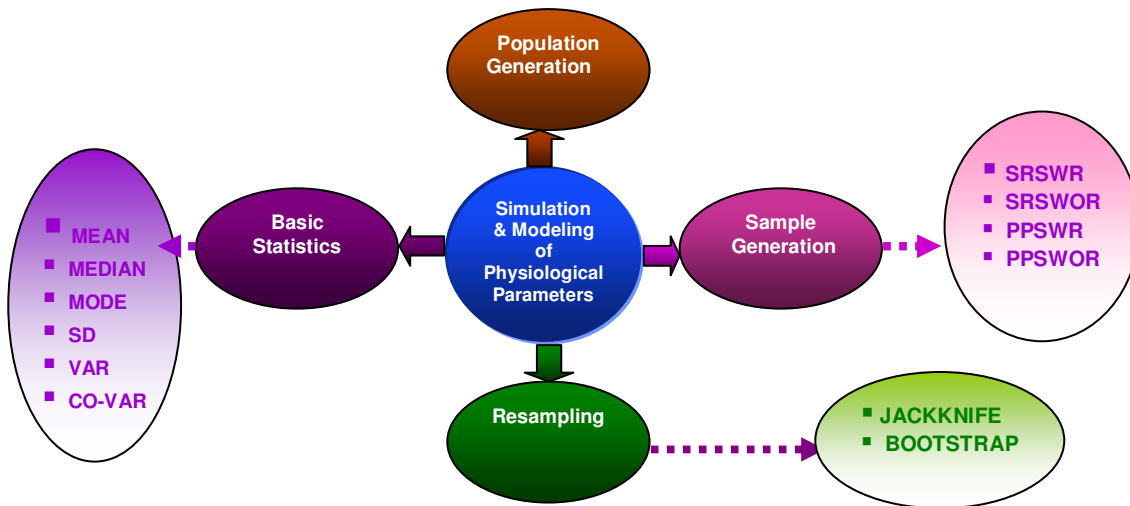 Population
Generation
Simulation
& Modeling
of
Physiological
Parameters
Basic
Statistics
▪ MEAN
▪ MEDIAN
▪ MODE
▪ SD
▪ VAR
▪ CO-VAR
Sample
Generation
▪ SRSWR
▪ SRSWOR
▪ PPSWR
▪ PPSWOR
Resampling
▪ JACKKNIFE
▪ BOOTSTRAP